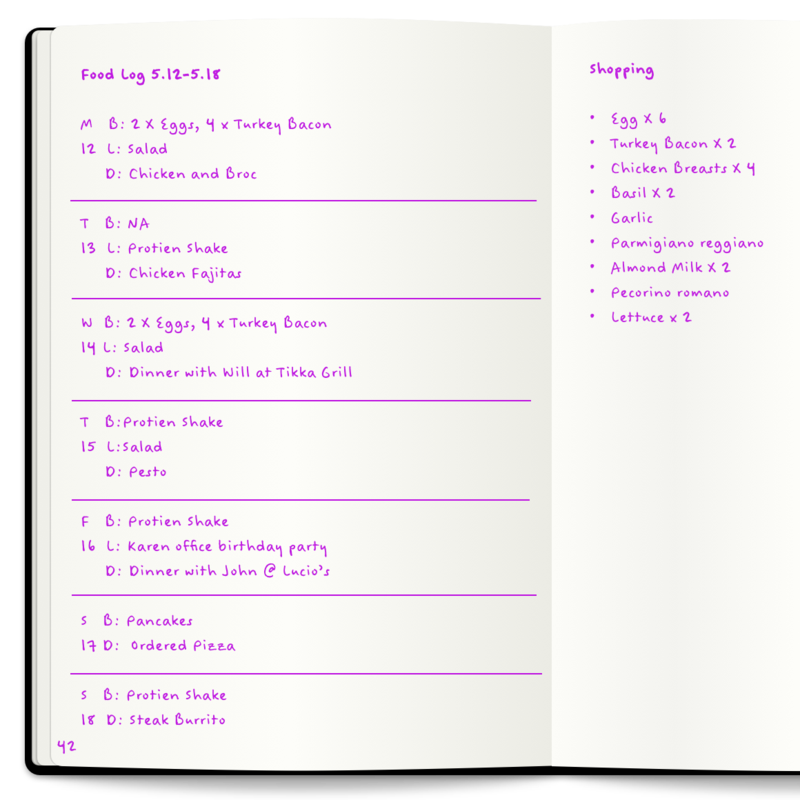 Food Log 5.12-5.18
M B: 2 X Eggs, 4 x Turkey Bacon
12 L: Salad
D: Chicken and Broc
T B: NA
13 L: Protien Shake
D: Chicken Fajitas
W B: 2 X Eggs, 4 x Turkey Bacon
14 L: Salad
D: Dinner with Will at Tikka Grill
T B:Protien Shake
15 L:Salad
D: Pesto
F B: Protien Shake
16 L: Karen office birthday party
D: Dinner with John @ Lucio's
S B: Pancakes
17 D: Ordered Pizza
S B: Protien Shake
18 D: Steak Burrito
42
Shopping
• Egg X 6
• Turkey Bacon X 2
• Chicken Breasts X 4
• Basil X 2
• Garlic
• Parmigiano reggiano
• Almond Milk X 2
• Pecorino romano
• Lettuce x 2